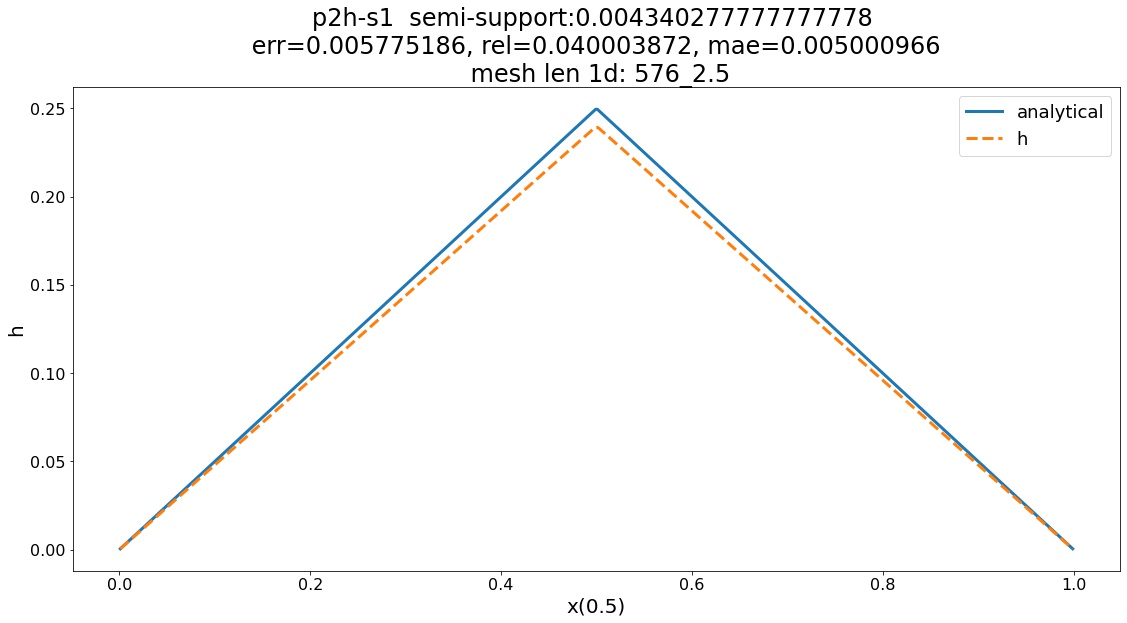 p2h-s1  semi-support:0.004340277777777778
err=0.005775186, rel=0.040003872, mae=0.005000966
mesh len 1d: 576_2.5
analytical
h
h
0.25
0.20
0.15
0.10
0.05
0.00
0.0 0.2 0.4 0.6 0.8 1.0
x(0.5)